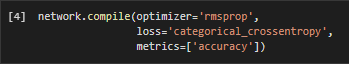 [4] network.compile(optimizer='rmsprop',
loss='categorical_crossentropy',
metrics=['accuracy'])